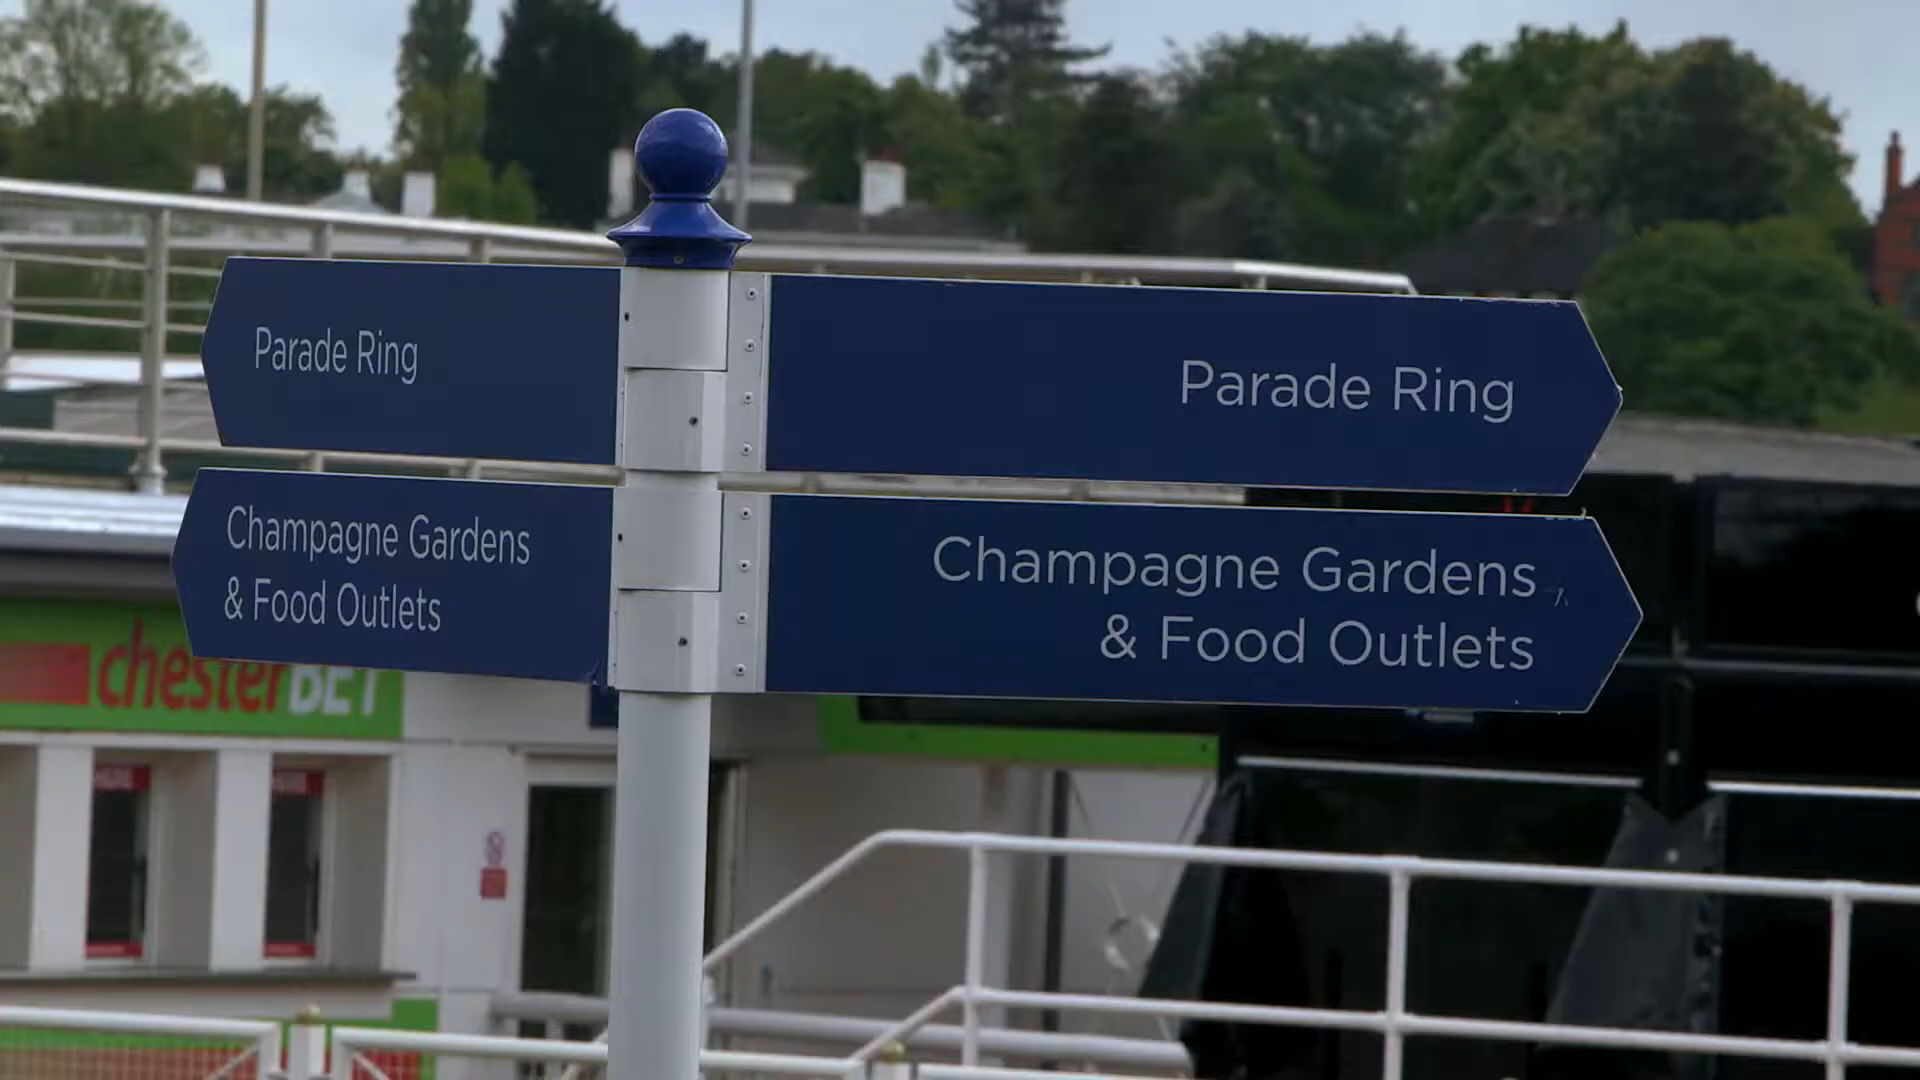 Parade Ring
Parade Ring
Champagne Gardens
& Food Outlets
Champagne Gardens
& Food Outlets
chesterBET